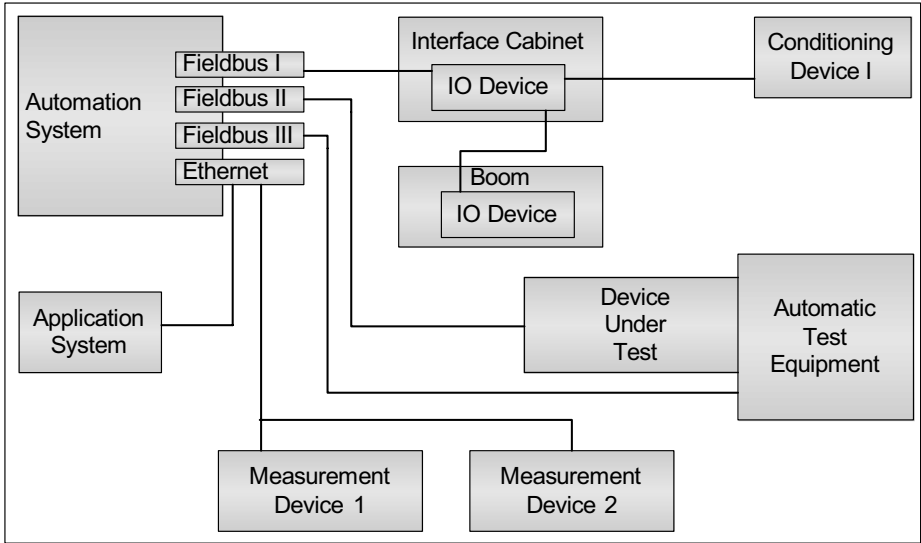 Automation
System
Fieldbus I
Fieldbus II
Fieldbus III
Ethernet
Interface Cabinet
IO Device
Conditioning
Device I
Boom
IO Device
Application
System
Device
Under
Test
Automatic
Test
Equipment
Measurement
Device 1
Measurement
Device 2